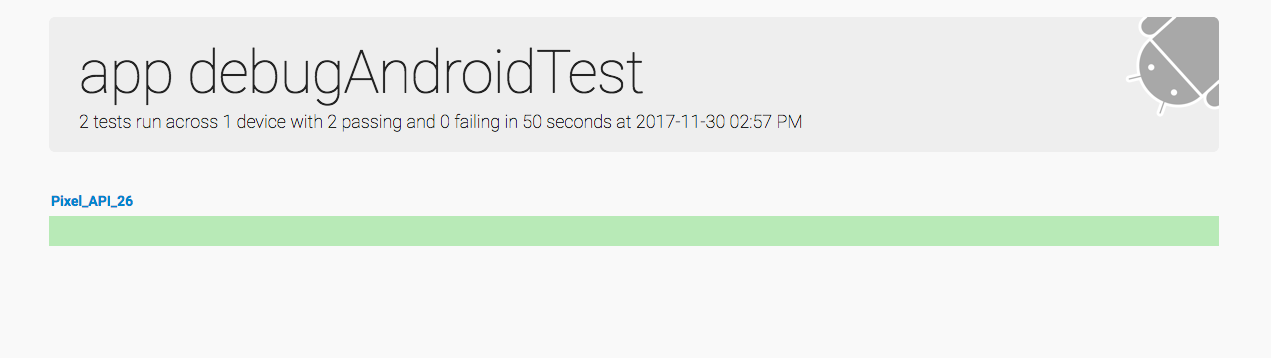 app debugAndroidTest
2 tests run across 1 device with 2 passing and 0 failing in 50 seconds at 2017-11-30 02:57 PM
Pixel_API_26